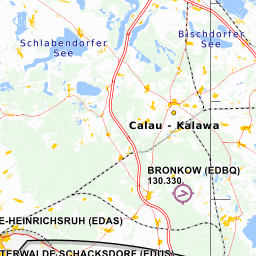 Schlabendorfer
See
Bischdorfer
See
Calau - Kalawa
BRONKOW (EDBQ)
130.330
E-HEINRICHSRUH (EDAS)
TERWALDE SCHACKSDORF (EDUS)